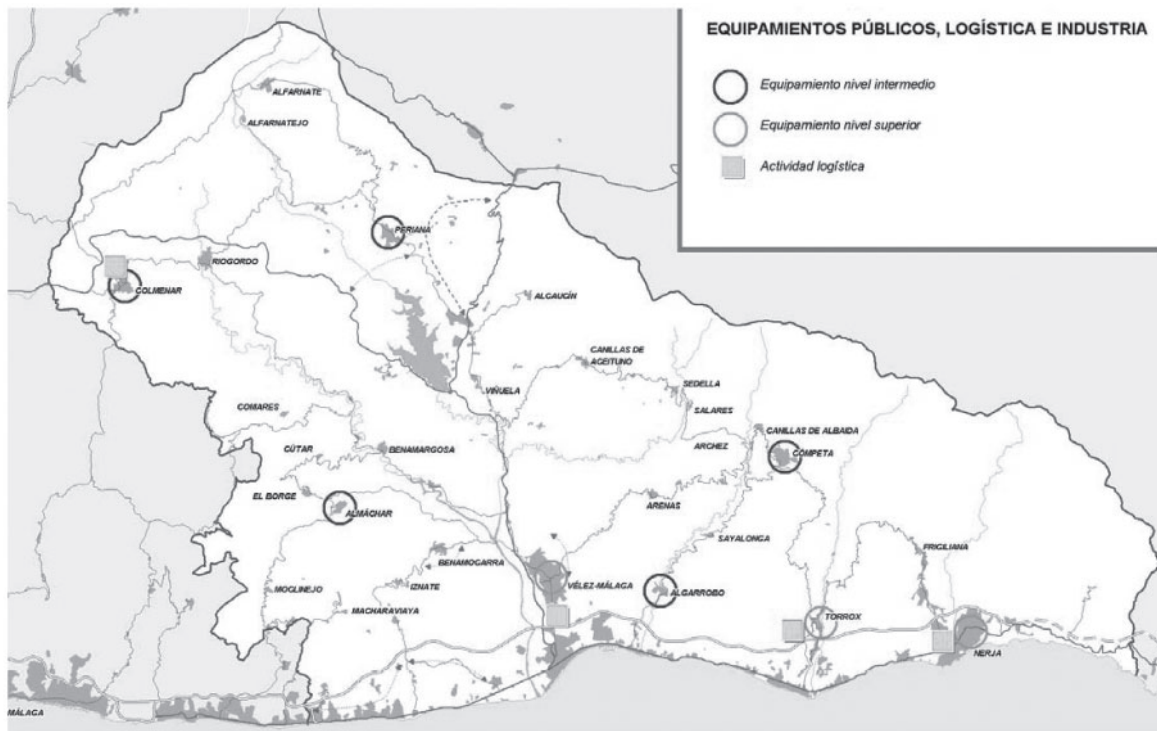 EQUIPAMIENTOS PÚBLICOS, LOGÍSTICA E INDUSTRIA
Equipamiento nivel intermedio
Equipamiento nivel superior
Actividad logística
ALFARNATE
ALFARNATEJO
PERIANA
RIOGORDO
COLMENAR
ALCAUCÍN
CANILLAS DE
ACEITUNO
VIÑUELA
SEDELLA
SALARES
COMARES
CANILLAS DE ALBAIDA
ARCHEZ
CÚTAR
BENAMARGOSA
COMPETA
EL BORGE
ARENAS
ALMÁCHAR
SAYALONGA
FRIGILIANA
BENAMOCARRA
VÉLEZ-MÁLAGA
IZNATE
MOCLINEJO
ALGARROBO
MACHARAVIAYA
TORROX
NERJA
MÁLAGA